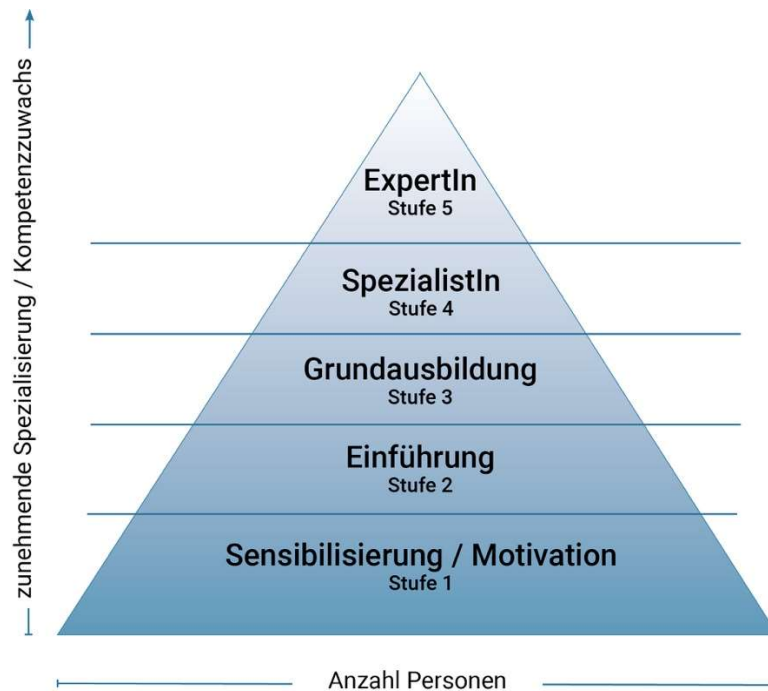 zunehmende Spezialisierung / Kompetenzzuwachs
ExpertIn
Stufe 5
SpezialistIn
Stufe 4
Grundausbildung
Stufe 3
Einführung
Stufe 2
Sensibilisierung / Motivation
Stufe 1
Anzahl Personen